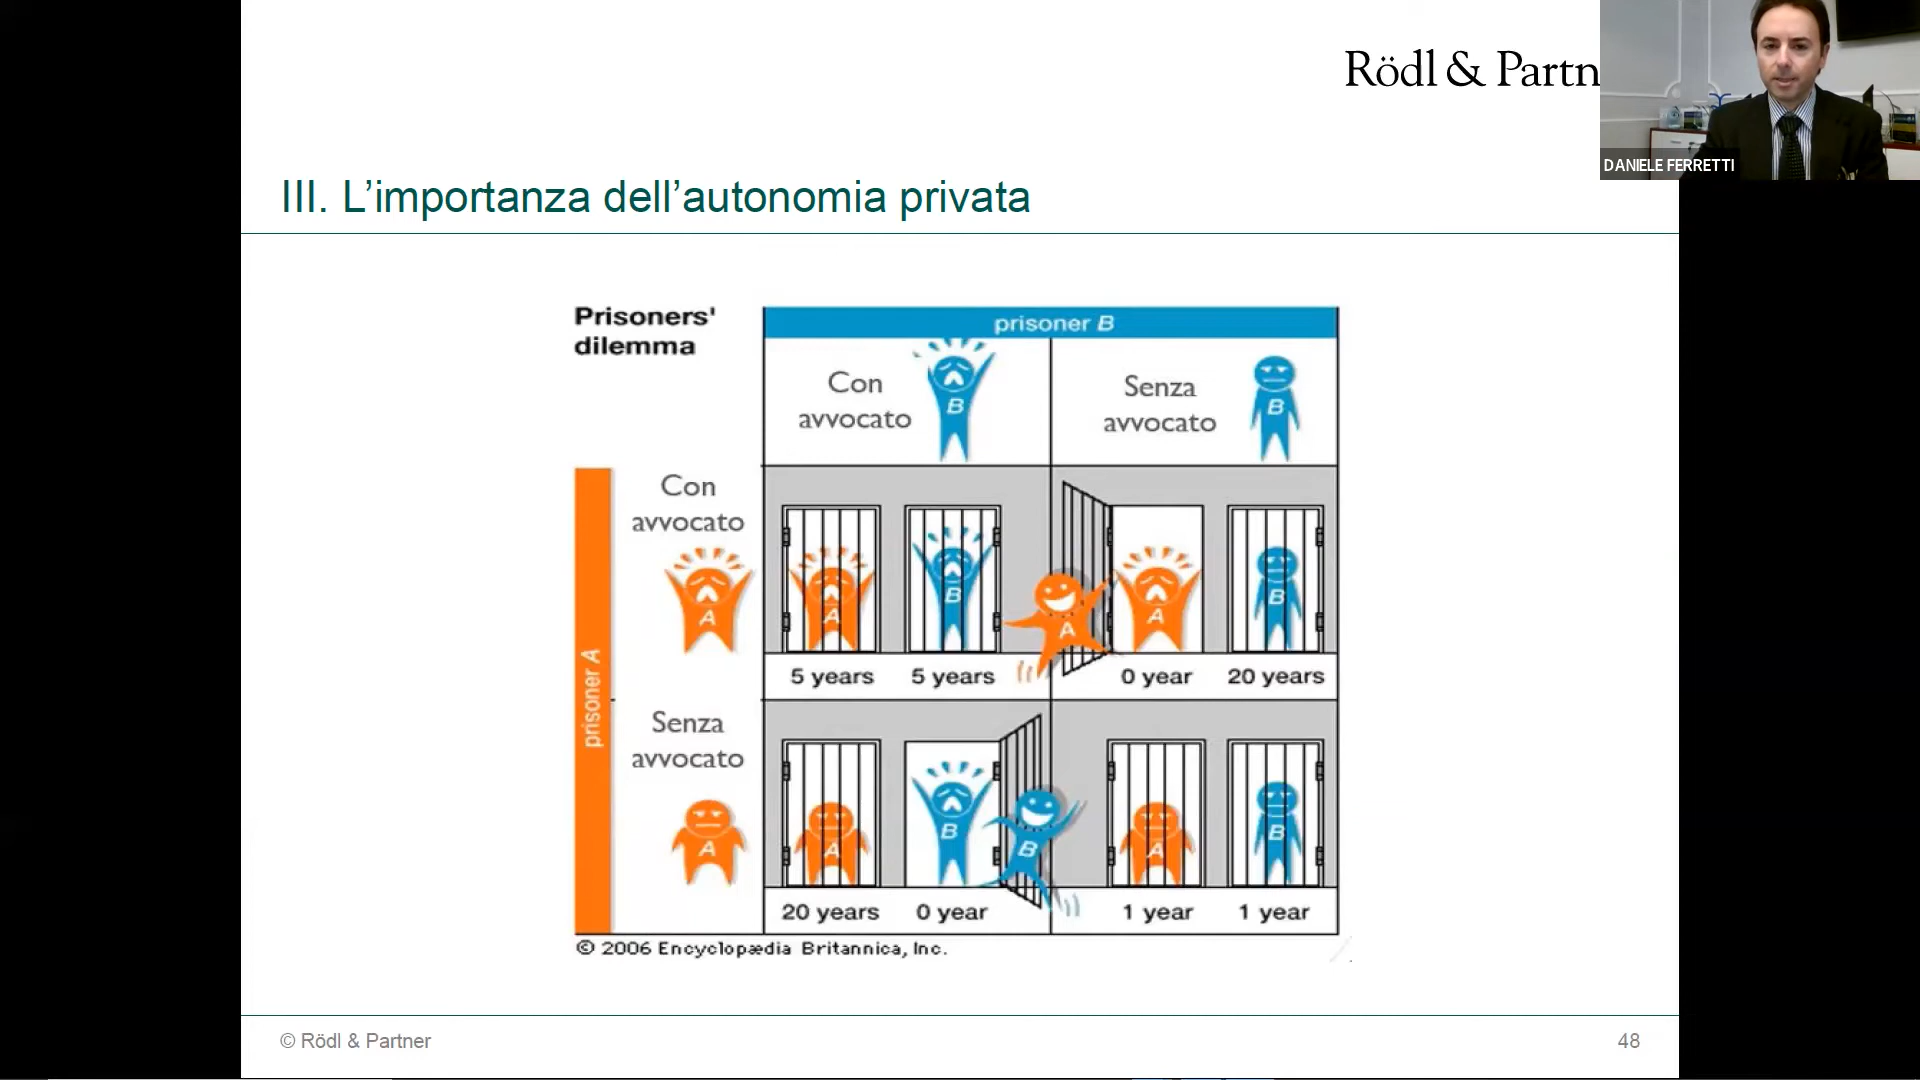 Rödl & Partn
DANIELE FERRETTI
III. L’importanza dell’autonomia privata
Prisoners'
dilemma
prisoner B
Con
avvocato
B
Senza
avvocato
B
prisoner A
Con
avvocato
A
A
B
A
A
B
5 years
5 years
0 year
20 years
Senza
avvocato
A
A
B
B
A
B
20 years
0 year
1 year
1 year
© 2006 Encyclopædia Britannica, Inc.
© Rödl & Partner
48